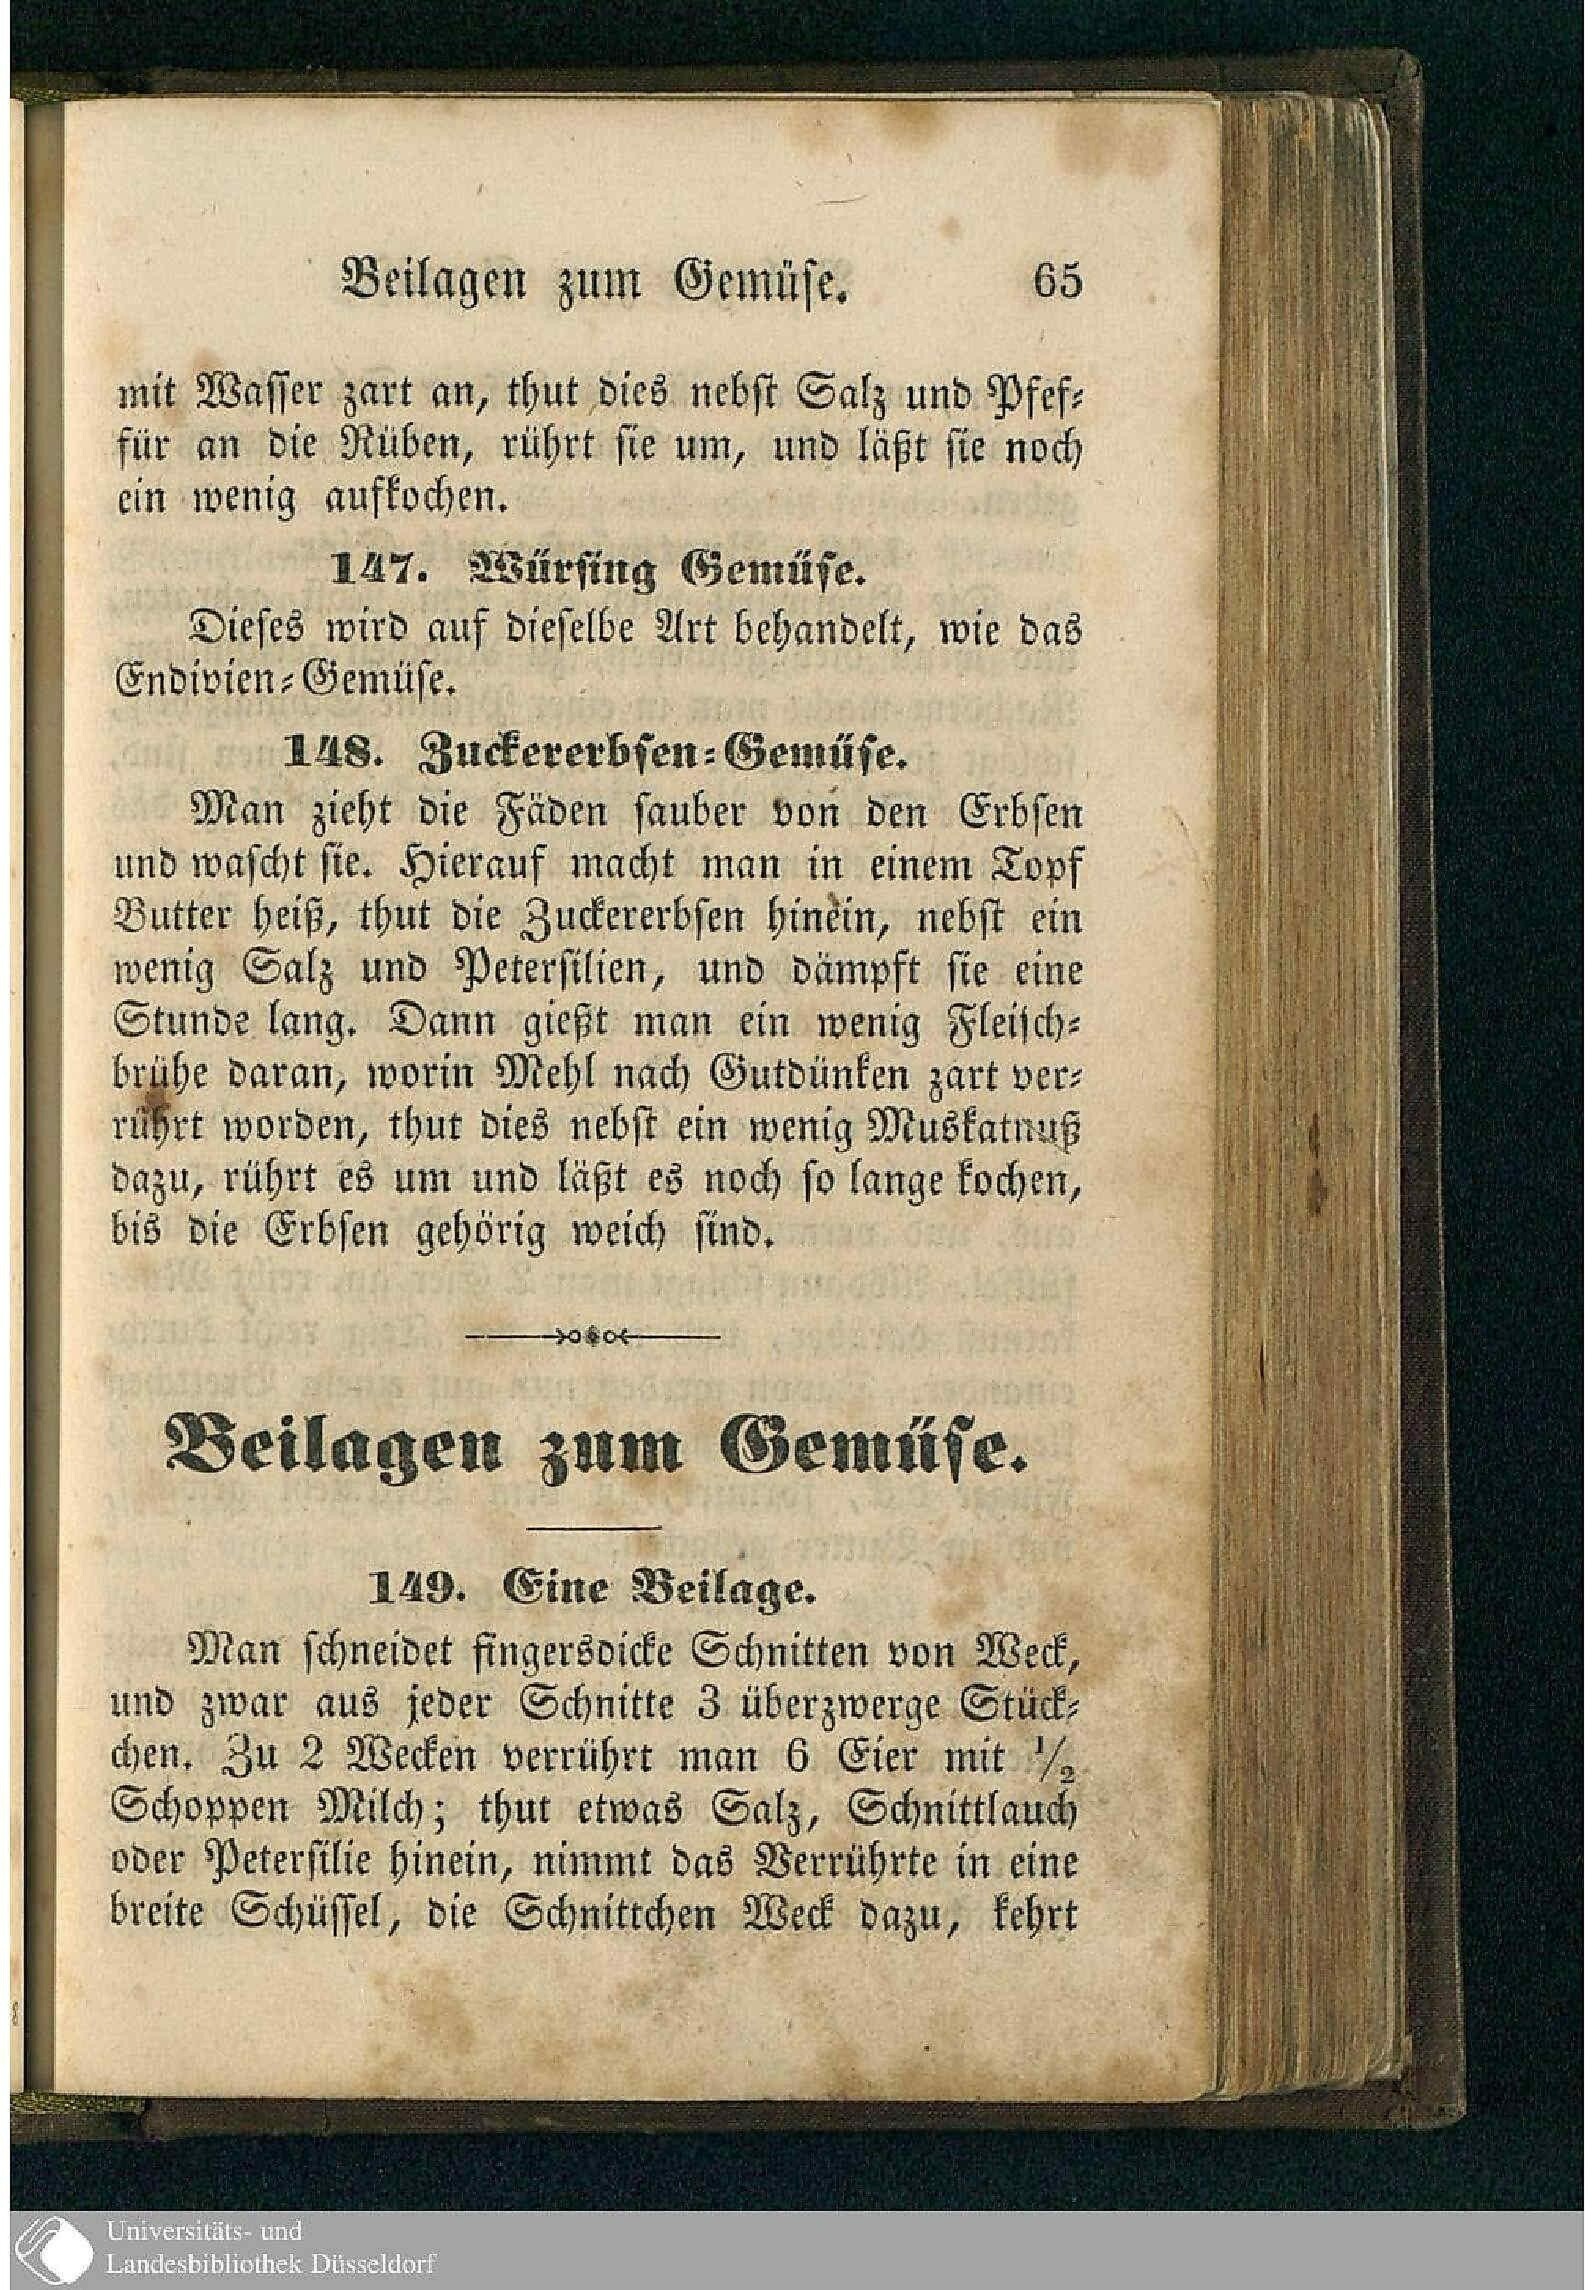 Beilagen zum Gemüse. 65
mit Wasser zart an, thut dies nebst Salz und Pfef-
für an die Rüben, rührt sie um, und läßt sie noch
ein wenig aufkochen.
147. Würsing Gemüse.
Dieses wird auf dieselbe Art behandelt, wie das
Endivien-Gemüse.
148. Zuckererbsen-Gemüse.
Man zieht die Fäden sauber von den Erbsen
und wascht sie. Hierauf macht man in einem Topf
Butter heiß, thut die Zuckererbsen hinein, nebst ein
wenig Salz und Petersilien, und dämpft sie eine
Stunde lang. Dann gießt man ein wenig Fleisch-
brühe daran, worin Mehl nach Gutdünken zart ver-
rührt worden, thut dies nebst ein wenig Muskatnuß
dazu, rührt es um und läßt es noch so lange kochen,
bis die Erbsen gehörig weich sind.
Beilagen zum Gemüse.
149. Eine Beilage.
Man schneidet fingersdicke Schnitten von Weck,
und zwar aus jeder Schnitte 3 überzwerge Stück-
chen. Zu 2 Wecken verrührt man 6 Eier mit 1/2
Schoppen Milch; thut etwas Salz, Schnittlauch
oder Petersilie hinein, nimmt das Verrührte in eine
breite Schüssel, die Schnittchen Weck dazu, kehrt
Universitäts- und
Landesbibliothek Düsseldorf